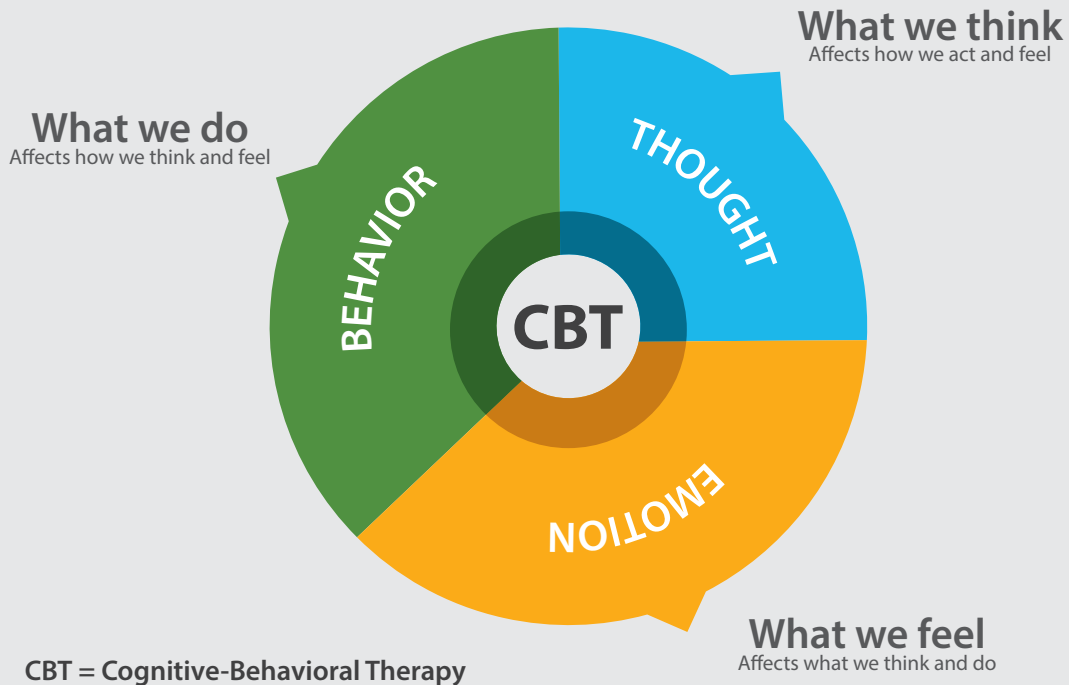 What we think
Affects how we act and feel
What we do
Affects how we think and feel
THOUGHT
BEHAVIOR
CBT
EMOTION
What we feel
Affects what we think and do
CBT = Cognitive-Behavioral Therapy